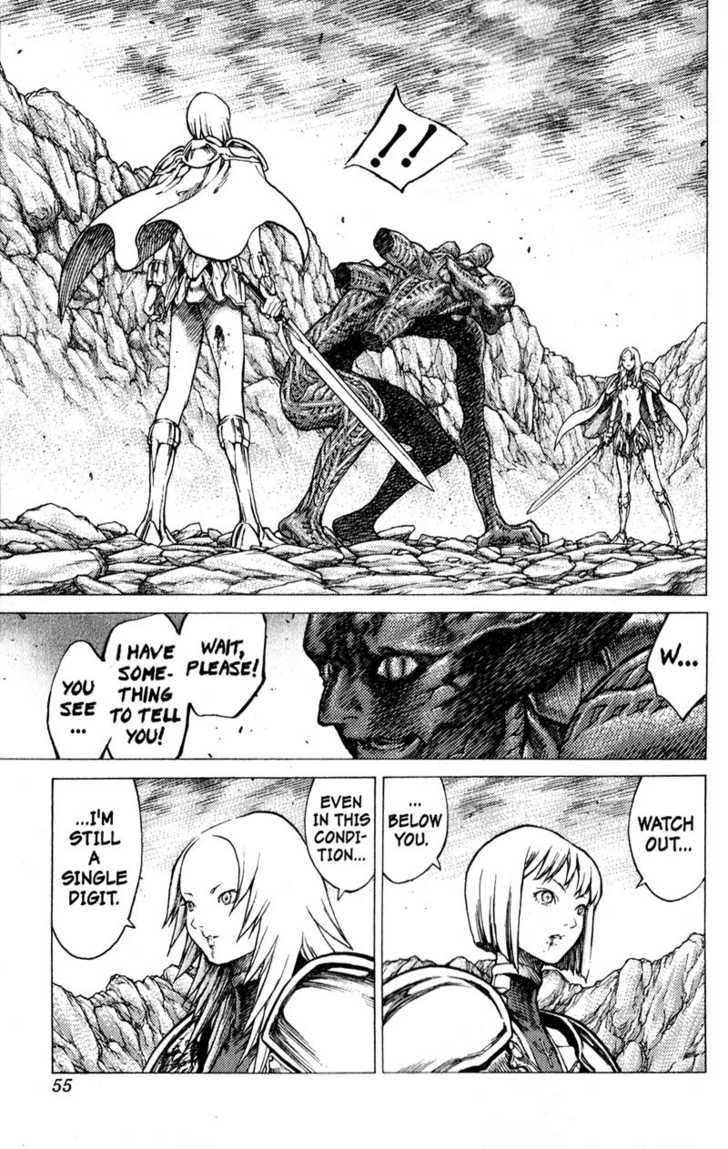 !!
W...
WAIT,
PLEASE!
I HAVE
SOME-
THING
TO TELL
YOU!
YOU
SEE
...
WATCH
OUT...
...
BELOW
YOU.
EVEN
IN THIS
CONDI-
TION...
...I'M
STILL
A
SINGLE
DIGIT.
55